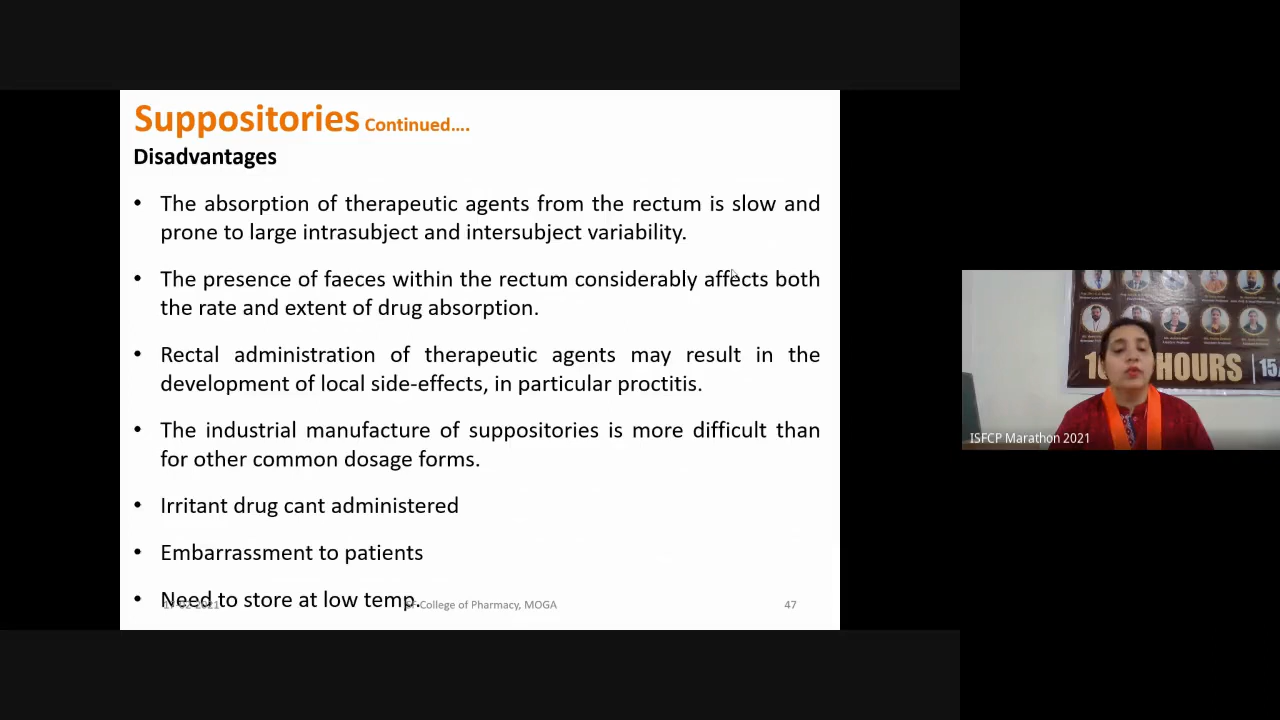 Suppositories Continued....
Disadvantages
• The absorption of therapeutic agents from the rectum is slow and
prone to large intrasubject and intersubject variability.
• The presence of faeces within the rectum considerably affects both
the rate and extent of drug absorption.
• Rectal administration of therapeutic agents may result in the
development of local side-effects, in particular proctitis.
• The industrial manufacture of suppositories is more difficult than
for other common dosage forms.
• Irritant drug cant administered
• Embarrassment to patients
• Need to store at low temp.
College of Pharmacy, MOGA
47
HOURS
ISFCP Marathon 2021